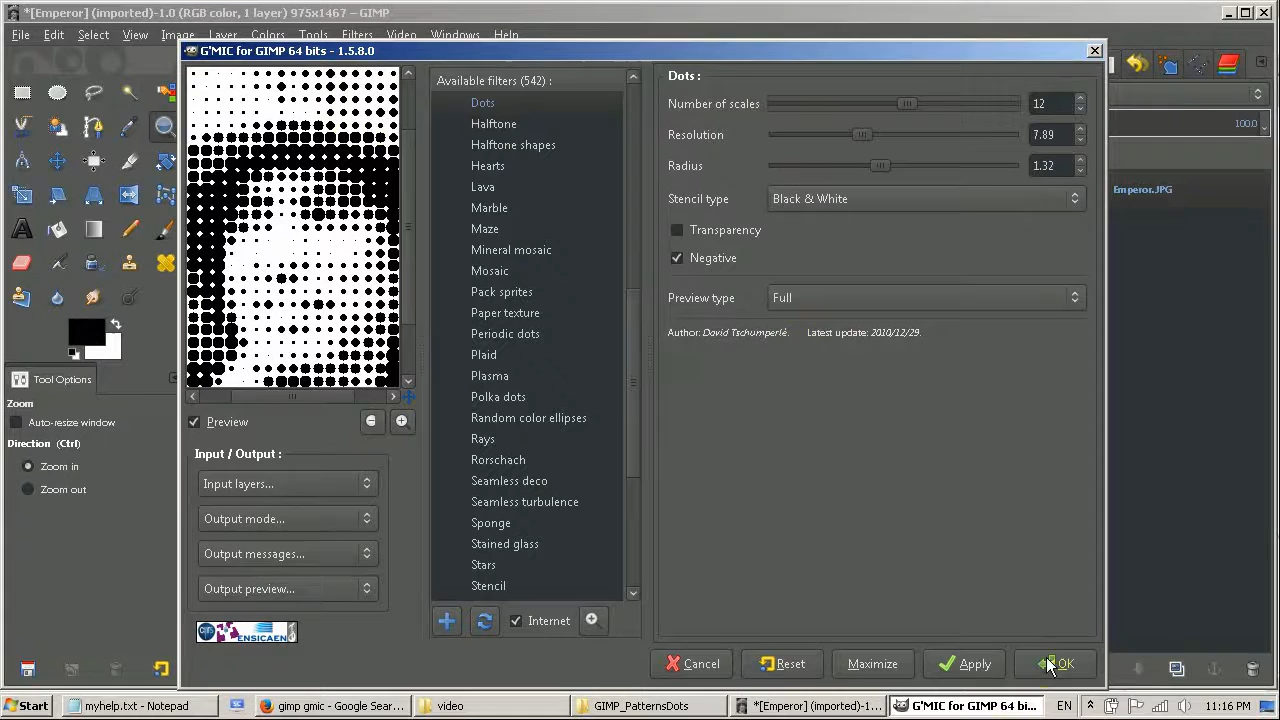 *[Emperor] (imported)-1.0 (RGB color, 1 layer) 975x1467 – GIMP
File Edit Select View Image Layer Colors Tools Filters Video Windows Help
G'MIC for GIMP 64 bits - 1.5.8.0
Available filters (542) :
Dots
Halftone
Halftone shapes
Hearts
Lava
Marble
Maze
Mineral mosaic
Mosaic
Pack sprites
Paper texture
Periodic dots
Plaid
Plasma
Polka dots
Random color ellipses
Rays
Rorschach
Seamless deco
Seamless turbulence
Sponge
Stained glass
Stars
Stencil
Internet
Dots :
Number of scales 12
Resolution 7.89
Radius 1.32
Stencil type Black & White
Transparency
Negative
Preview type Full
Author: David Tschumperlé. Latest update: 2010/12/29.
Preview
Input / Output :
Input layers...
Output mode...
Output messages...
Output preview...
ENSICAEN
Cancel Reset Maximize Apply OK
Tool Options
Zoom
Auto-resize window
Direction (Ctrl)
Zoom in
Zoom out
100.0
Emperor.JPG
Start myhelp.txt - Notepad gimp gmic - Google Sear... video GIMP_PatternsDots *[Emperor] (imported)-1... G'MIC for GIMP 64 bi... EN 11:16 PM